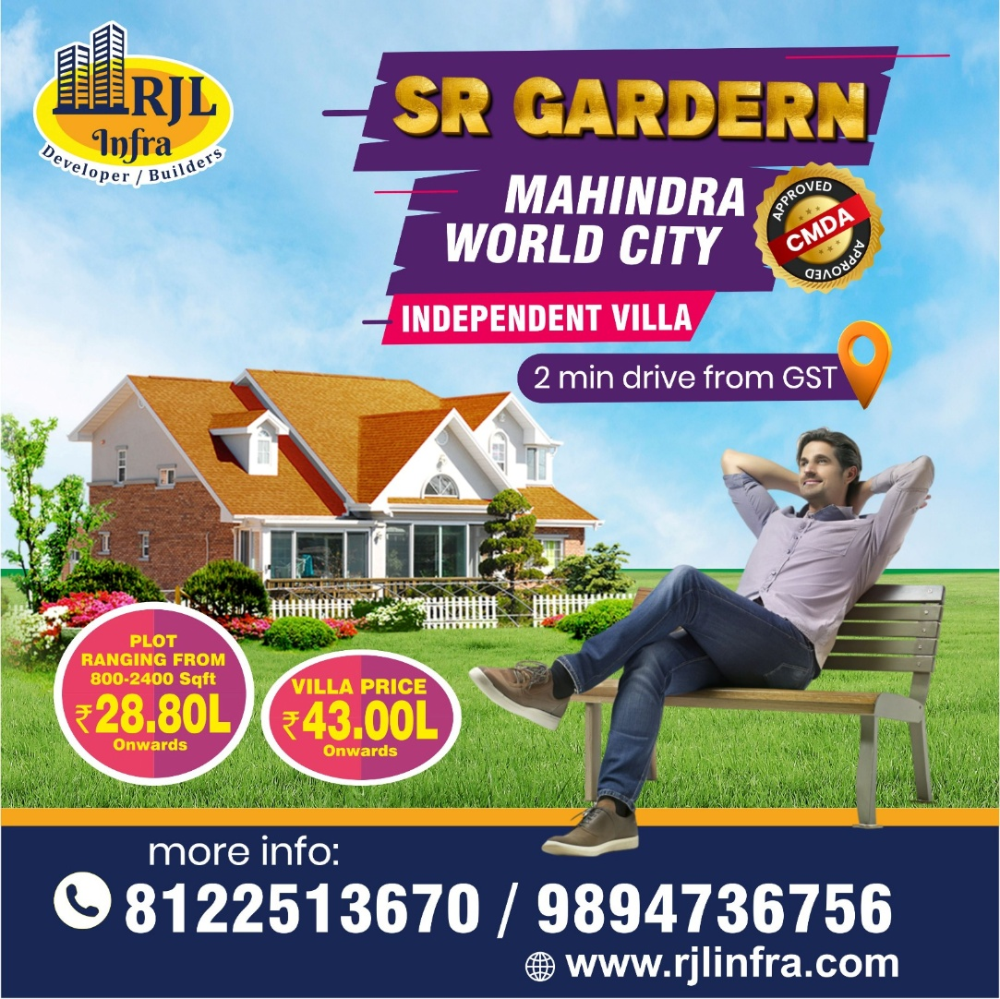 RJL
Infra
Developer / Builders
SR GARDERN
MAHINDRA
WORLD CITY
APPROVED
CMDA
APPROVED
INDEPENDENT VILLA
2 min drive from GST
PLOT
RANGING FROM
800-2400 Sqft
₹28.80L
Onwards
VILLA PRICE
₹43.00L
Onwards
more info:
8122513670 / 9894736756
www.rjlinfra.com